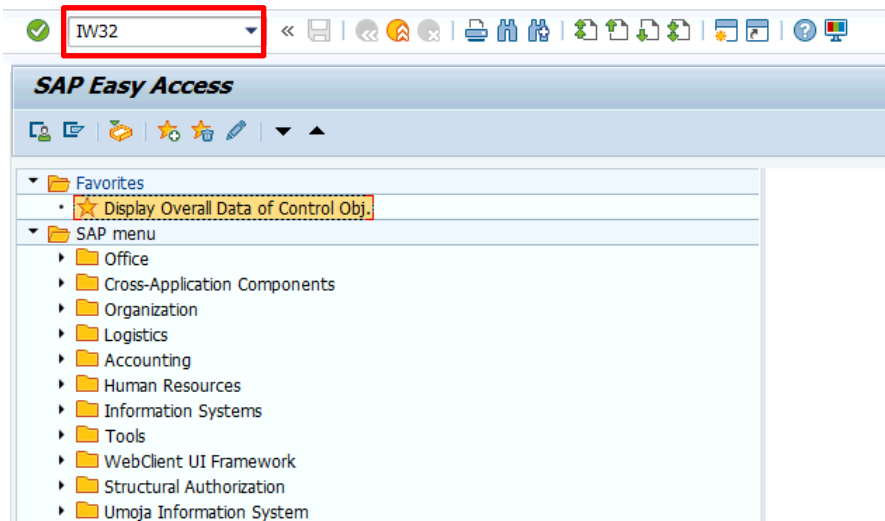 IW32
SAP Easy Access
Favorites
Display Overall Data of Control Obj.
SAP menu
Office
Cross-Application Components
Organization
Logistics
Accounting
Human Resources
Information Systems
Tools
WebClient UI Framework
Structural Authorization
Umoja Information System